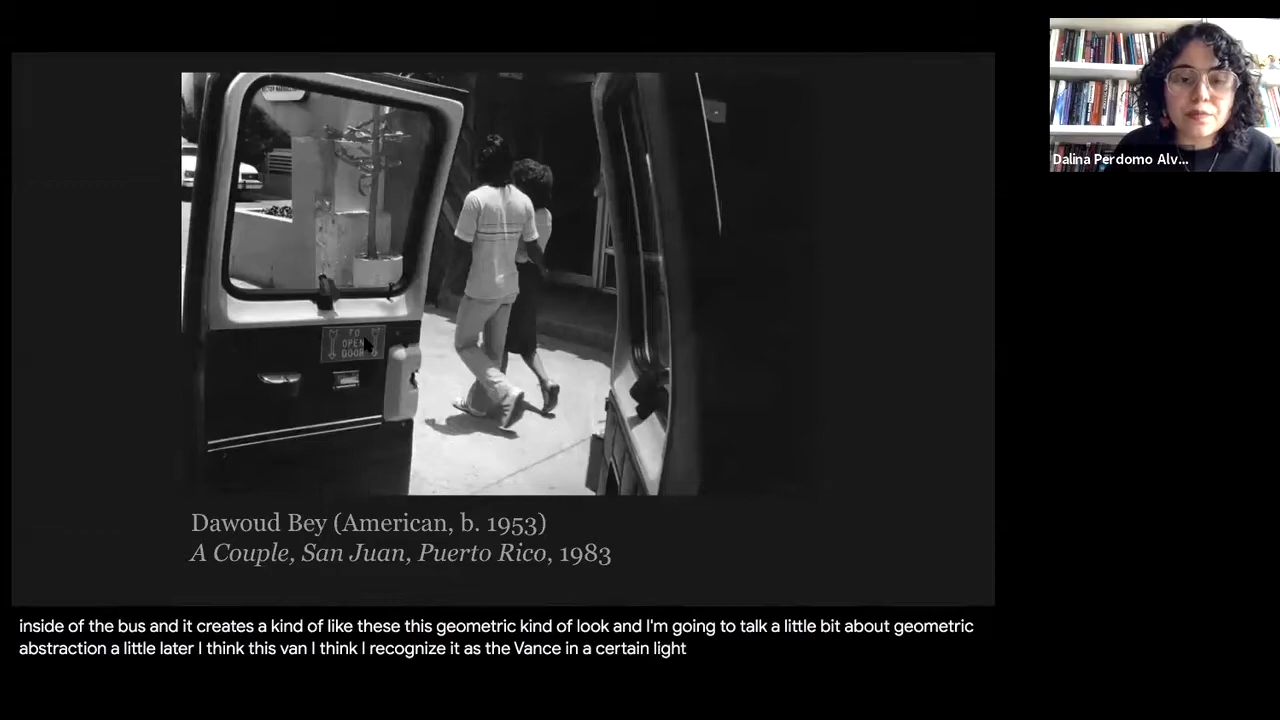 Dalina Perdomo Alv...
TO
OPEN
DOOR
Dawoud Bey (American, b. 1953)
A Couple, San Juan, Puerto Rico, 1983
inside of the bus and it creates a kind of like these this geometric kind of look and I'm going to talk a little bit about geometric
abstraction a little later I think this van I think I recognize it as the Vance in a certain light